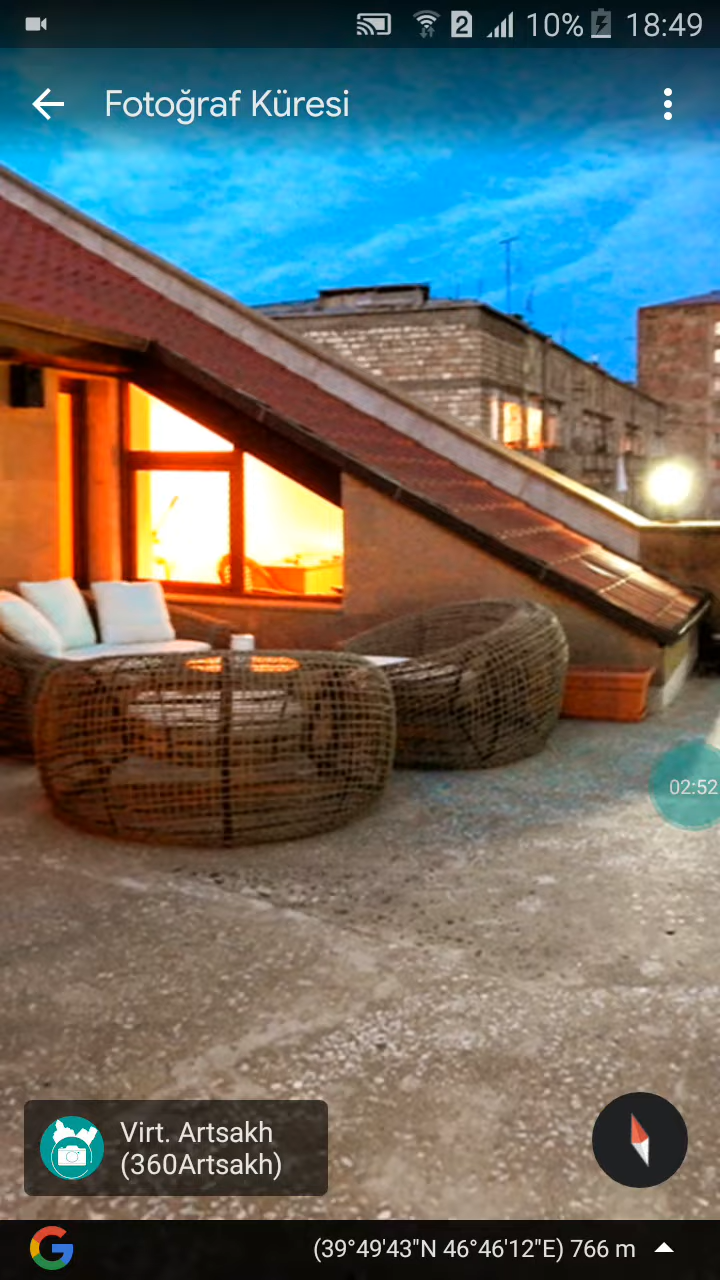 2 10% 18:49
Fotoğraf Küresi
02:52
Virt. Artsakh
(360Artsakh)
(39°49'43"N 46°46'12"E) 766 m